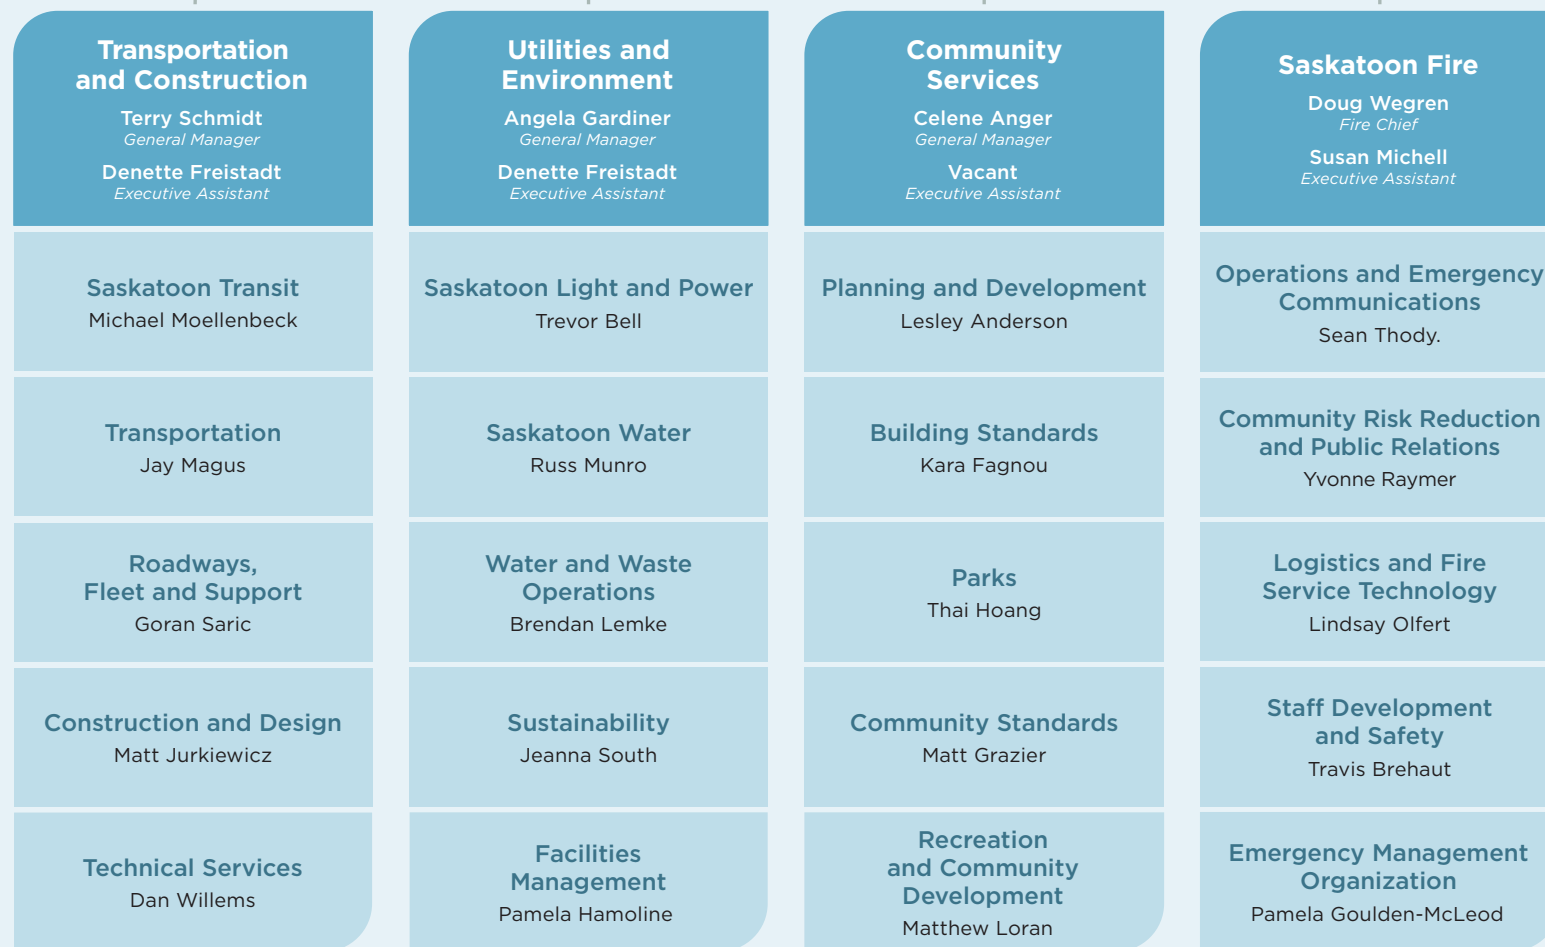 Transportation
and Construction
Terry Schmidt
General Manager
Denette Freistadt
Executive Assistant
Saskatoon Transit
Michael Moellenbeck
Transportation
Jay Magus
Roadways,
Fleet and Support
Goran Saric
Construction and Design
Matt Jurkiewicz
Technical Services
Dan Willems
Utilities and
Environment
Angela Gardiner
General Manager
Denette Freistadt
Executive Assistant
Saskatoon Light and Power
Trevor Bell
Saskatoon Water
Russ Munro
Water and Waste
Operations
Brendan Lemke
Sustainability
Jeanna South
Facilities
Management
Pamela Hamoline
Community
Services
Celene Anger
General Manager
Vacant
Executive Assistant
Planning and Development
Lesley Anderson
Building Standards
Kara Fagnou
Parks
Thai Hoang
Community Standards
Matt Grazier
Recreation
and Community
Development
Matthew Loran
Saskatoon Fire
Doug Wegren
Fire Chief
Susan Michell
Executive Assistant
Operations and Emergency
Communications
Sean Thody.
Community Risk Reduction
and Public Relations
Yvonne Raymer
Logistics and Fire
Service Technology
Lindsay Olfert
Staff Development
and Safety
Travis Brehaut
Emergency Management
Organization
Pamela Goulden-McLeod